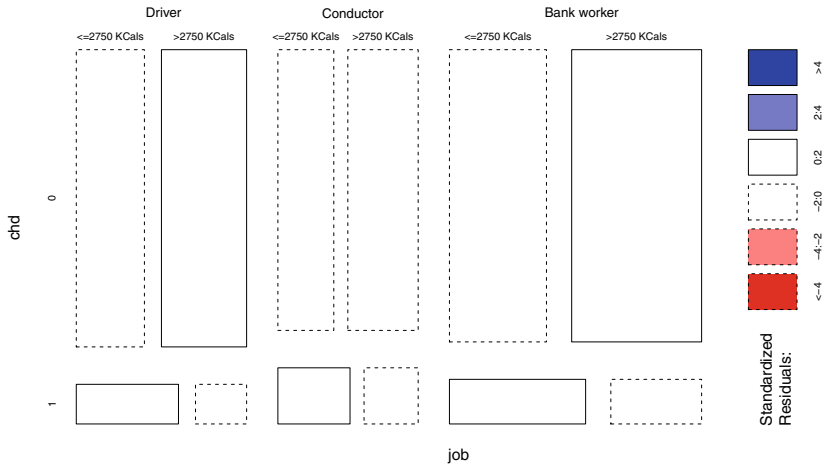 Driver Conductor Bank worker
<=2750 KCals >2750 KCals <=2750 KCals >2750 KCals <=2750 KCals >2750 KCals
chd
0
1
job
Standardized
Residuals:
<−4
−4:−2
−2:0
0:2
2:4
>4